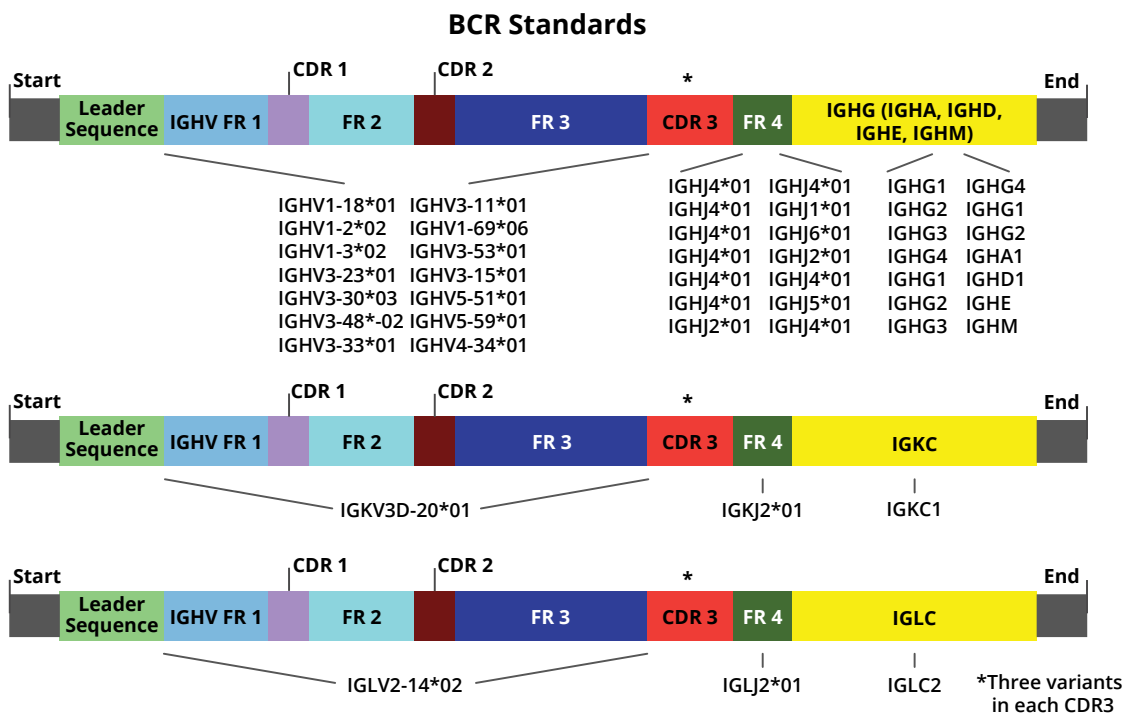 BCR Standards
Start
CDR 1
CDR 2
*
End
Leader
Sequence
IGHV FR 1
FR 2
FR 3
CDR 3
FR 4
IGHG (IGHA, IGHD,
IGHE, IGHM)
IGHV1-18*01 IGHV3-11*01
IGHV1-2*02 IGHV1-69*06
IGHV1-3*02 IGHV3-53*01
IGHV3-23*01 IGHV3-15*01
IGHV3-30*03 IGHV5-51*01
IGHV3-48*-02 IGHV5-59*01
IGHV3-33*01 IGHV4-34*01
IGHJ4*01 IGHJ4*01
IGHJ4*01 IGHJ1*01
IGHJ4*01 IGHJ6*01
IGHJ4*01 IGHJ2*01
IGHJ4*01 IGHJ4*01
IGHJ4*01 IGHJ5*01
IGHJ2*01 IGHJ4*01
IGHG1 IGHG4
IGHG2 IGHG1
IGHG3 IGHG2
IGHG4 IGHA1
IGHG1 IGHD1
IGHG2 IGHE
IGHG3 IGHM
Start
CDR 1
CDR 2
*
End
Leader
Sequence
IGHV FR 1
FR 2
FR 3
CDR 3
FR 4
IGKC
IGKV3D-20*01
IGKJ2*01
IGKC1
Start
CDR 1
CDR 2
*
End
Leader
Sequence
IGHV FR 1
FR 2
FR 3
CDR 3
FR 4
IGLC
IGLV2-14*02
IGLJ2*01
IGLC2
*Three variants
in each CDR3